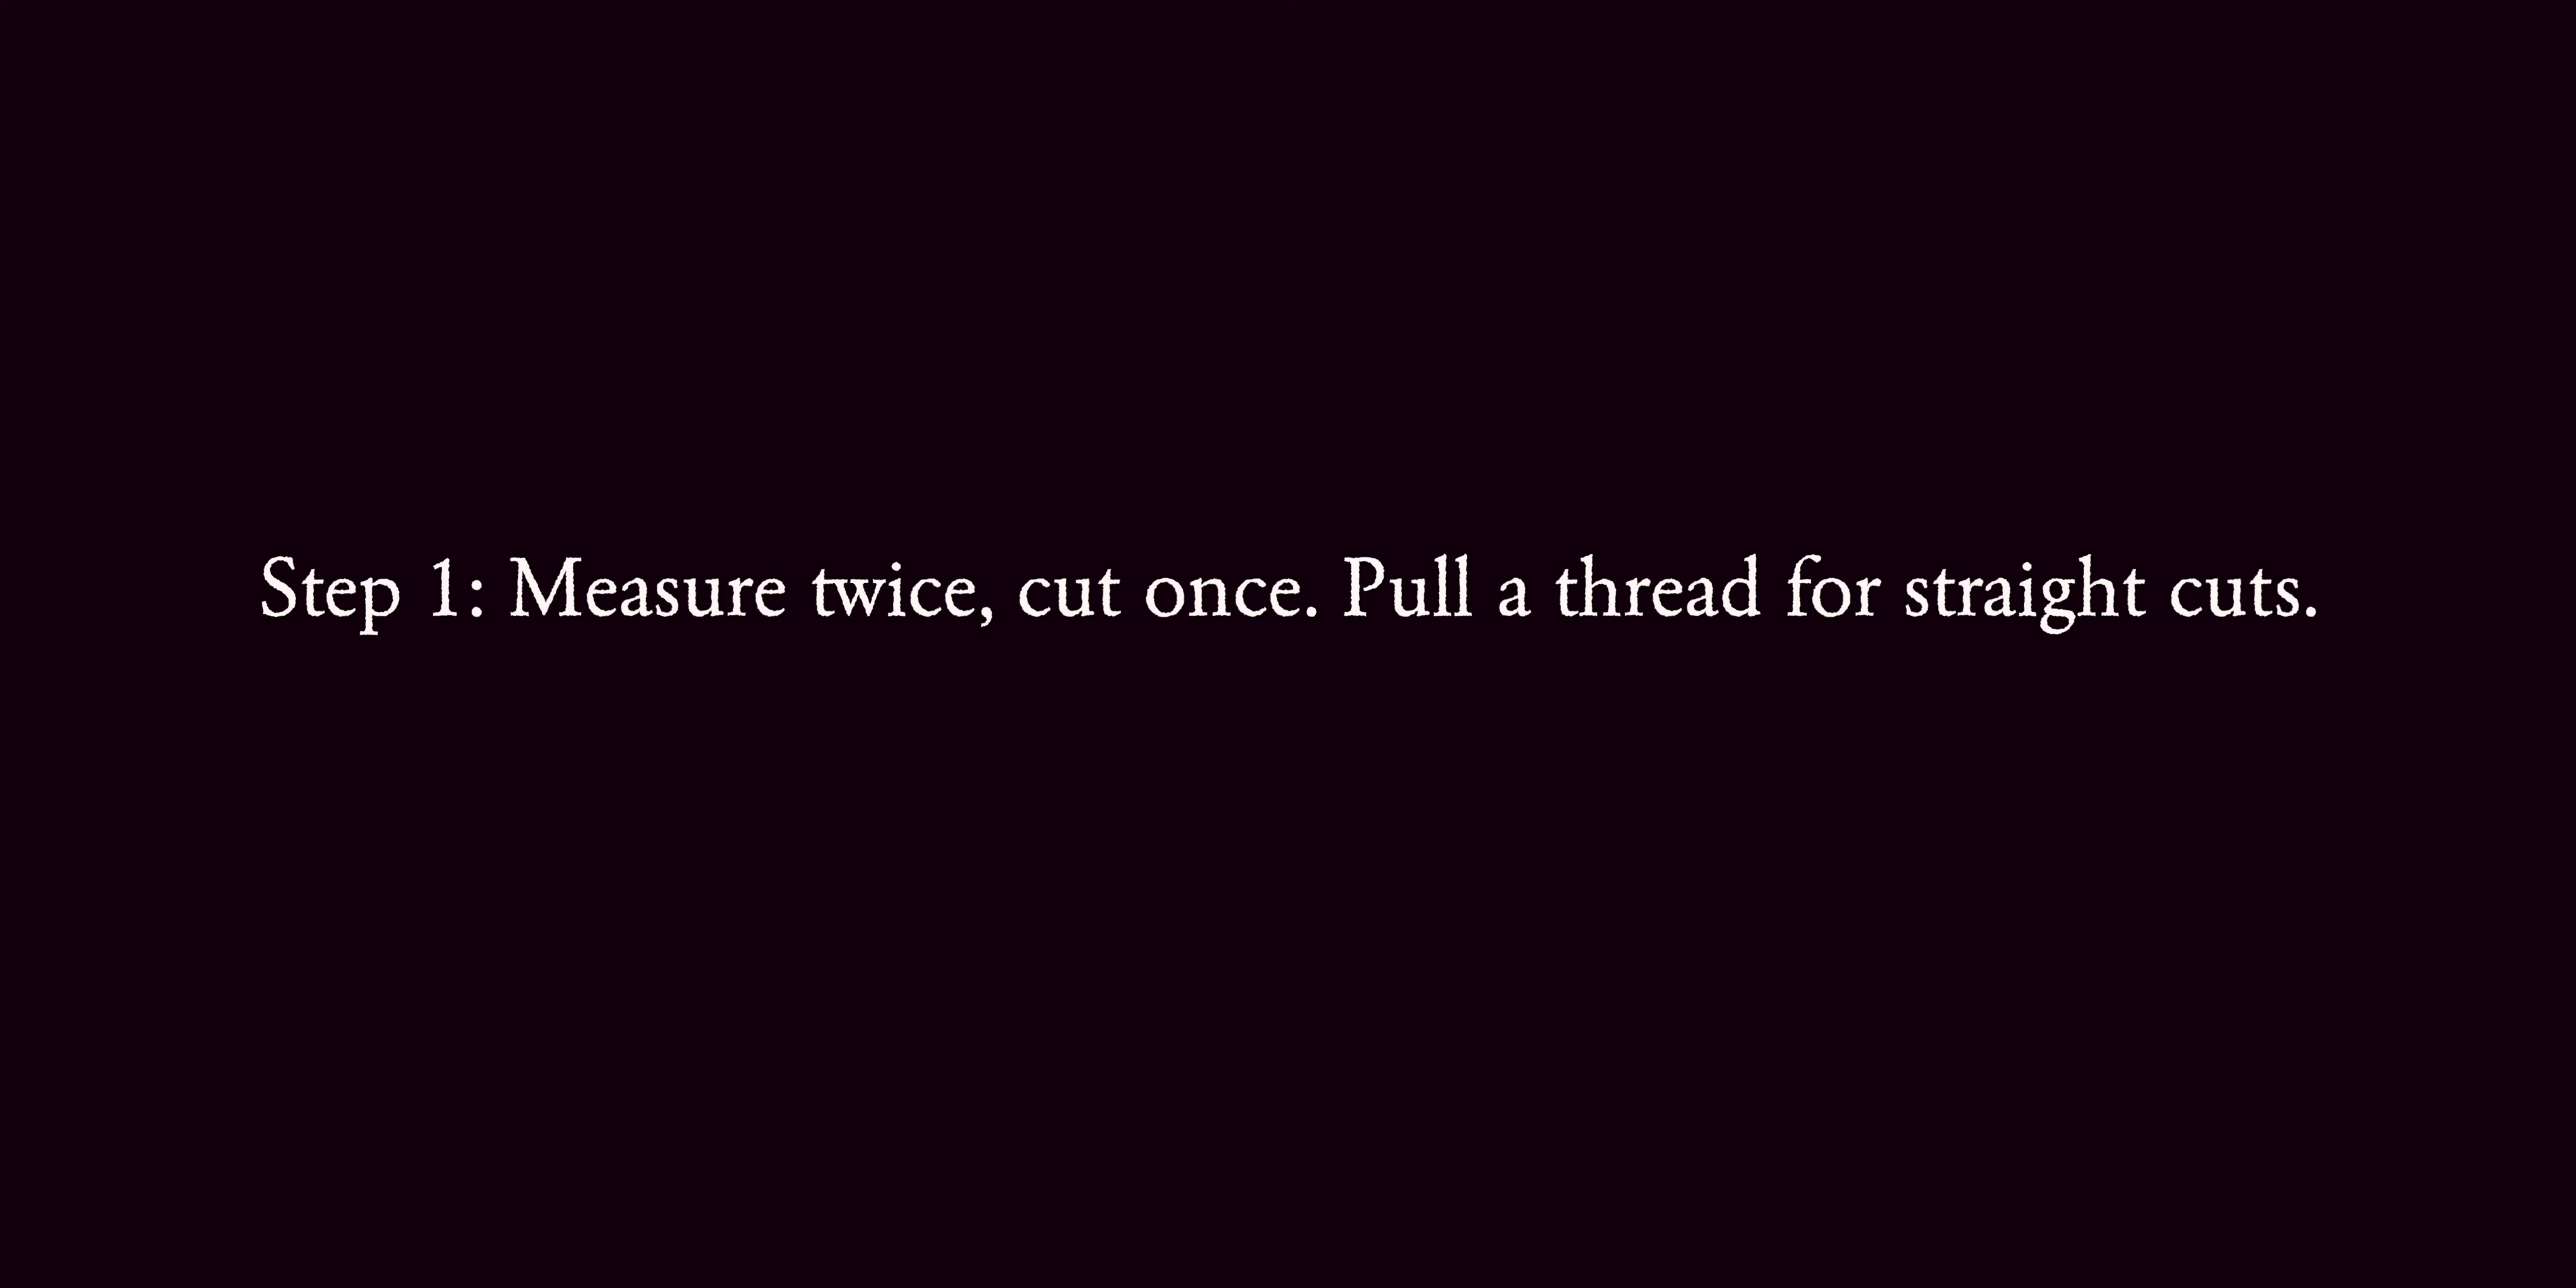 Step 1: Measure twice, cut once. Pull a thread for straight cuts.